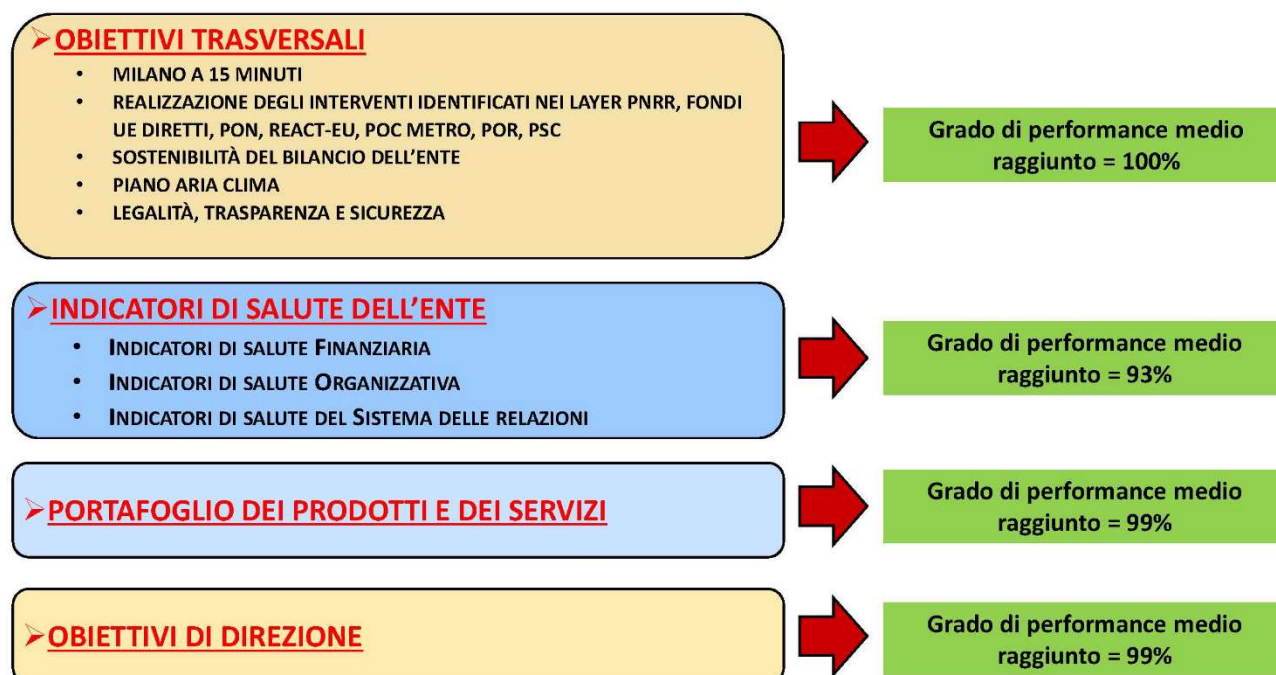 ➢OBIETTIVI TRASVERSALI
• MILANO A 15 MINUTI
• REALIZZAZIONE DEGLI INTERVENTI IDENTIFICATI NEI LAYER PNRR, FONDI
UE DIRETTI, PON, REACT-EU, POC METRO, POR, PSC
• SOSTENIBILITÀ DEL BILANCIO DELL’ENTE
• PIANO ARIA CLIMA
• LEGALITÀ, TRASPARENZA E SICUREZZA
Grado di performance medio
raggiunto = 100%
➢INDICATORI DI SALUTE DELL’ENTE
• INDICATORI DI SALUTE FINANZIARIA
• INDICATORI DI SALUTE ORGANIZZATIVA
• INDICATORI DI SALUTE DEL SISTEMA DELLE RELAZIONI
Grado di performance medio
raggiunto = 93%
➢PORTAFOGLIO DEI PRODOTTI E DEI SERVIZI
Grado di performance medio
raggiunto = 99%
➢OBIETTIVI DI DIREZIONE
Grado di performance medio
raggiunto = 99%